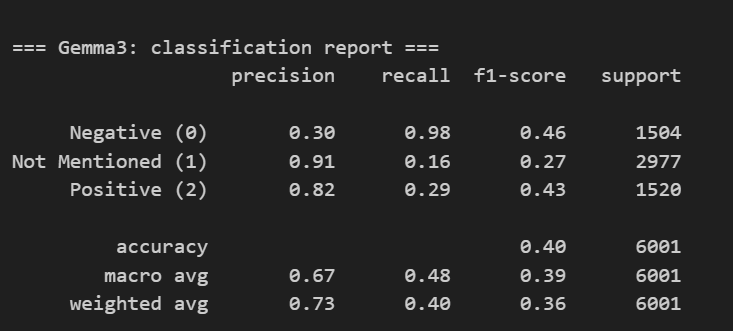 === Gemma3: classification report ===
precision recall f1-score support
Negative (0) 0.30 0.98 0.46 1504
Not Mentioned (1) 0.91 0.16 0.27 2977
Positive (2) 0.82 0.29 0.43 1520
accuracy 0.40 6001
macro avg 0.67 0.48 0.39 6001
weighted avg 0.73 0.40 0.36 6001